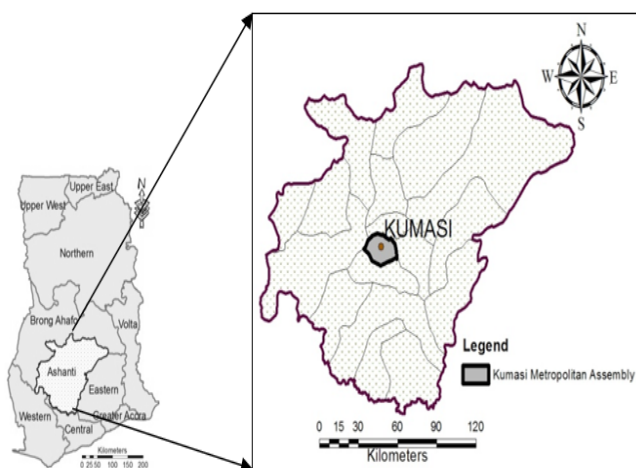 Upper East
Upper West
N
Northern
Brong Ahafo
Volta
Ashanti
Eastern
Western
Greater Accra
Central
Kilometers
0 25 50 100 150 200
N
W E
S
KUMASI
Legend
Kumasi Metropolitan Assembly
0 15 30 60 90 120
Kilometers